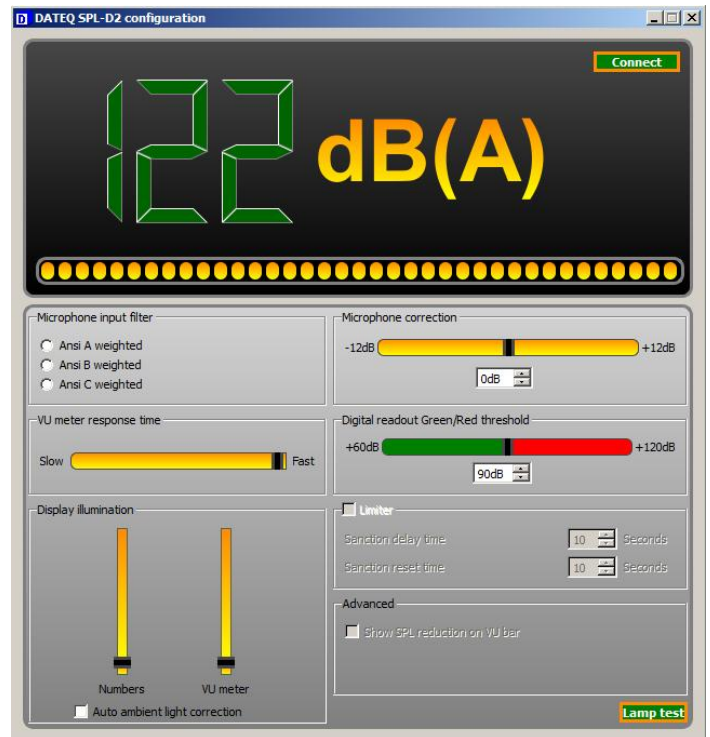 D DATEQ SPL-D2 configuration
Connect
122 dB(A)
Microphone input filter
Ansi A weighted
Ansi B weighted
Ansi C weighted
Microphone correction
-12dB +12dB
0dB
VU meter response time
Slow Fast
Digital readout Green/Red threshold
+60dB +120dB
90dB
Display illumination
Numbers VU meter
Auto ambient light correction
Limiter
Sanction delay time 10 Seconds
Sanction reset time 10 Seconds
Advanced
Show SPL reduction on VU bar
Lamp test